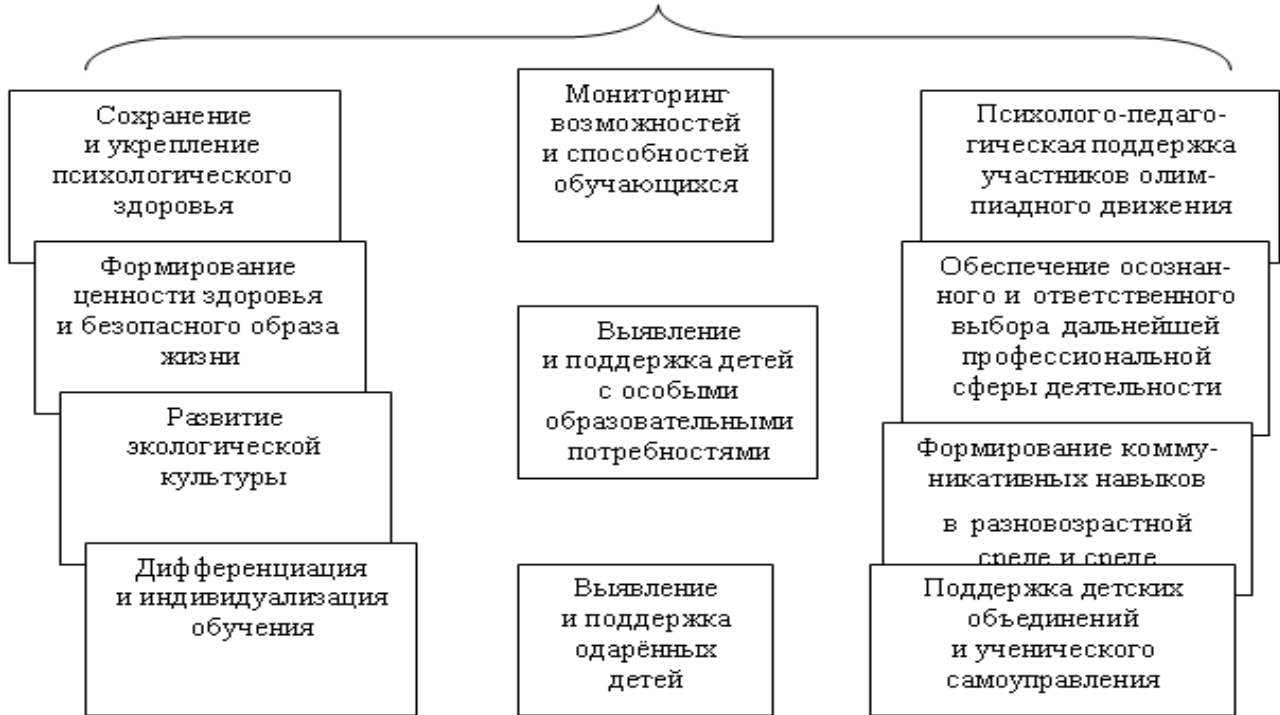 Сохранение
и укрепление
психологического
здоровья
Формирование
ценности здоровья
и безопасного образа
жизни
Развитие
экологической
культуры
Дифференциация
и индивидуализация
обучения
Мониторинг
возможностей
и способностей
обучающихся
Выявление
и поддержка детей
с особыми
образовательными
потребностями
Выявление
и поддержка
одарённых
детей
Психолого-педаго-
гическая поддержка
участников олим-
пиадного движения
Обеспечение осознан-
ного и ответственного
выбора дальнейшей
профессиональной
сферы деятельности
Формирование комму-
никативных навыков
в разновозрастной
среде и среде
Поддержка детских
объединений
и ученического
самоуправления